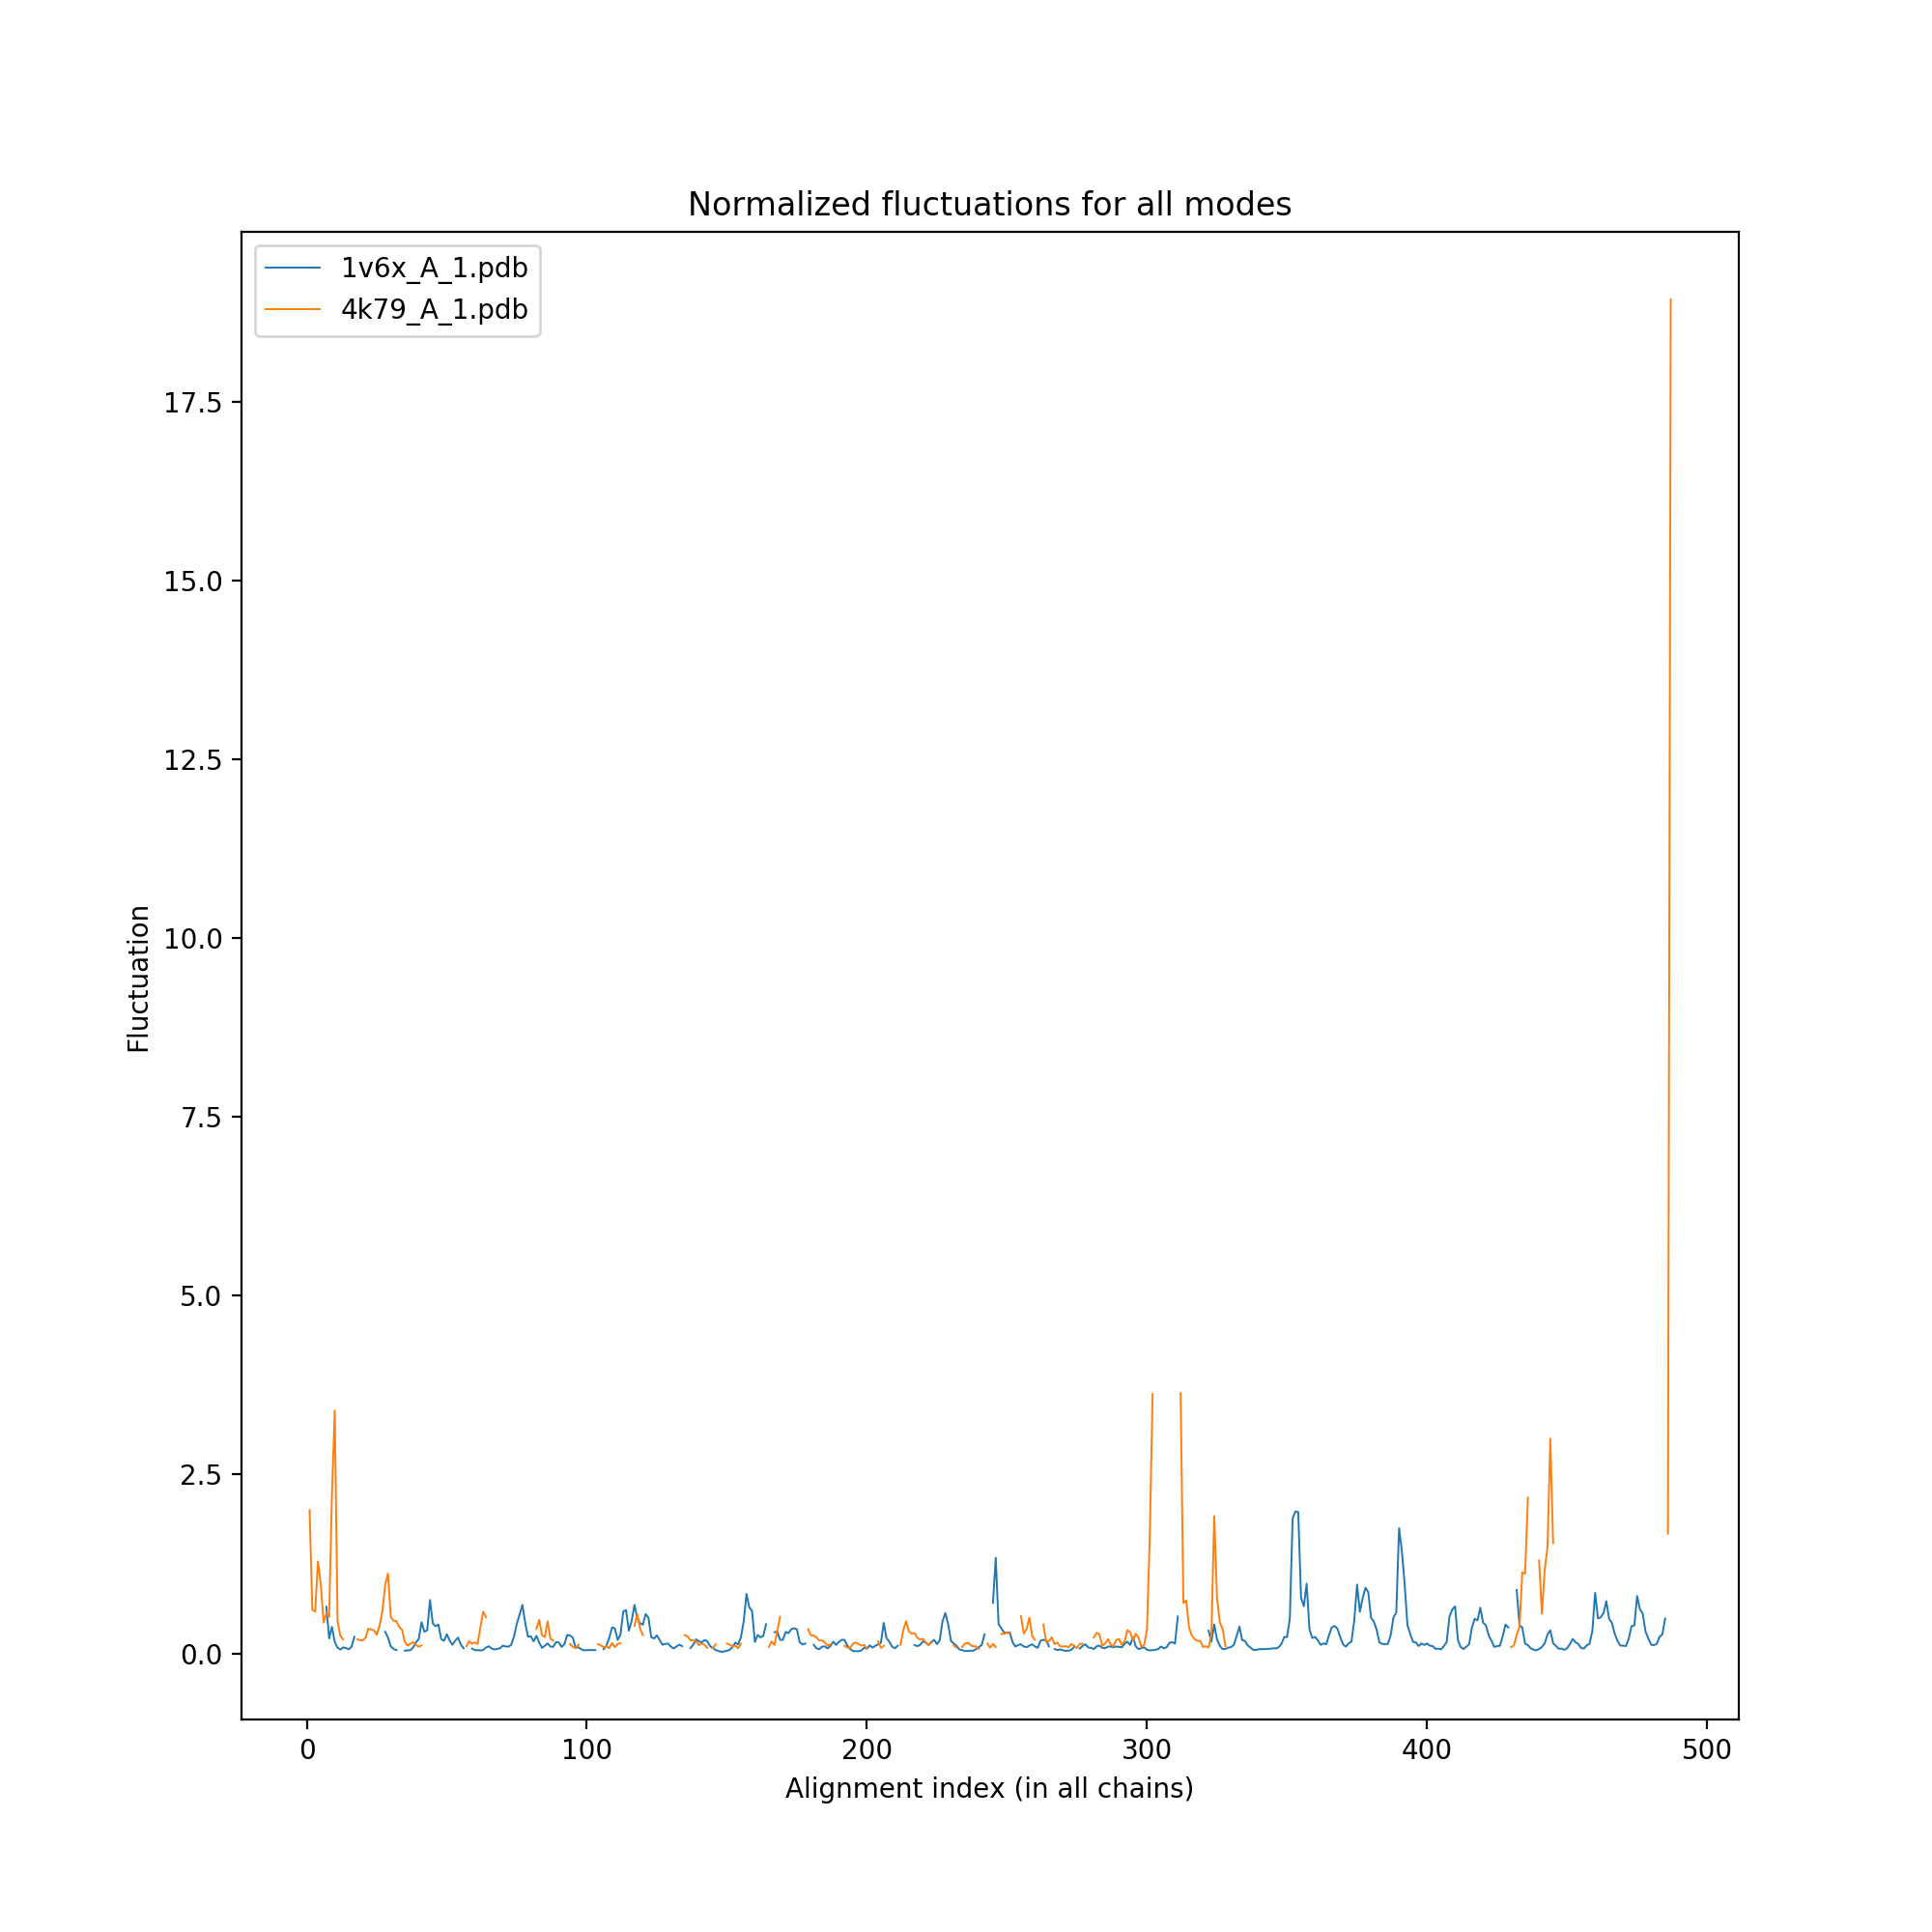 Normalized fluctuations for all modes
1v6x_A_1.pdb
4k79_A_1.pdb
17.5
15.0
12.5
10.0
7.5
5.0
2.5
0.0
Fluctuation
0 100 200 300 400 500
Alignment index (in all chains)